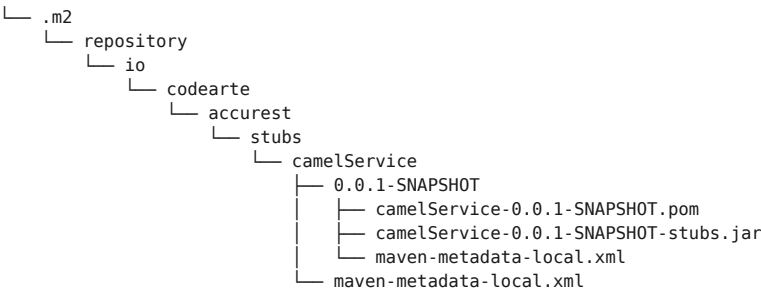 └── .m2
    └── repository
        └── io
            └── codearte
                └── accurest
                    └── stubs
                        └── camelService
                            ├── 0.0.1-SNAPSHOT
                            │   ├── camelService-0.0.1-SNAPSHOT.pom
                            │   ├── camelService-0.0.1-SNAPSHOT-stubs.jar
                            │   └── maven-metadata-local.xml
                            └── maven-metadata-local.xml